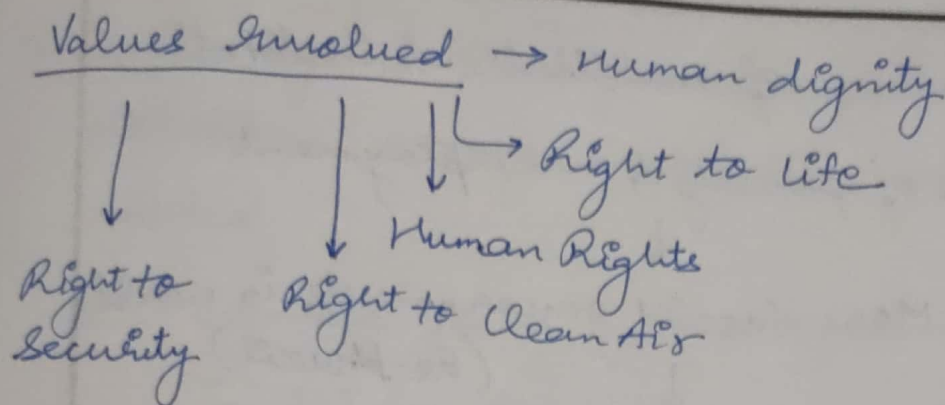 Values Involved → Human dignity
→ Right to life
Human Rights
Right to
Security
Right to Clean Air